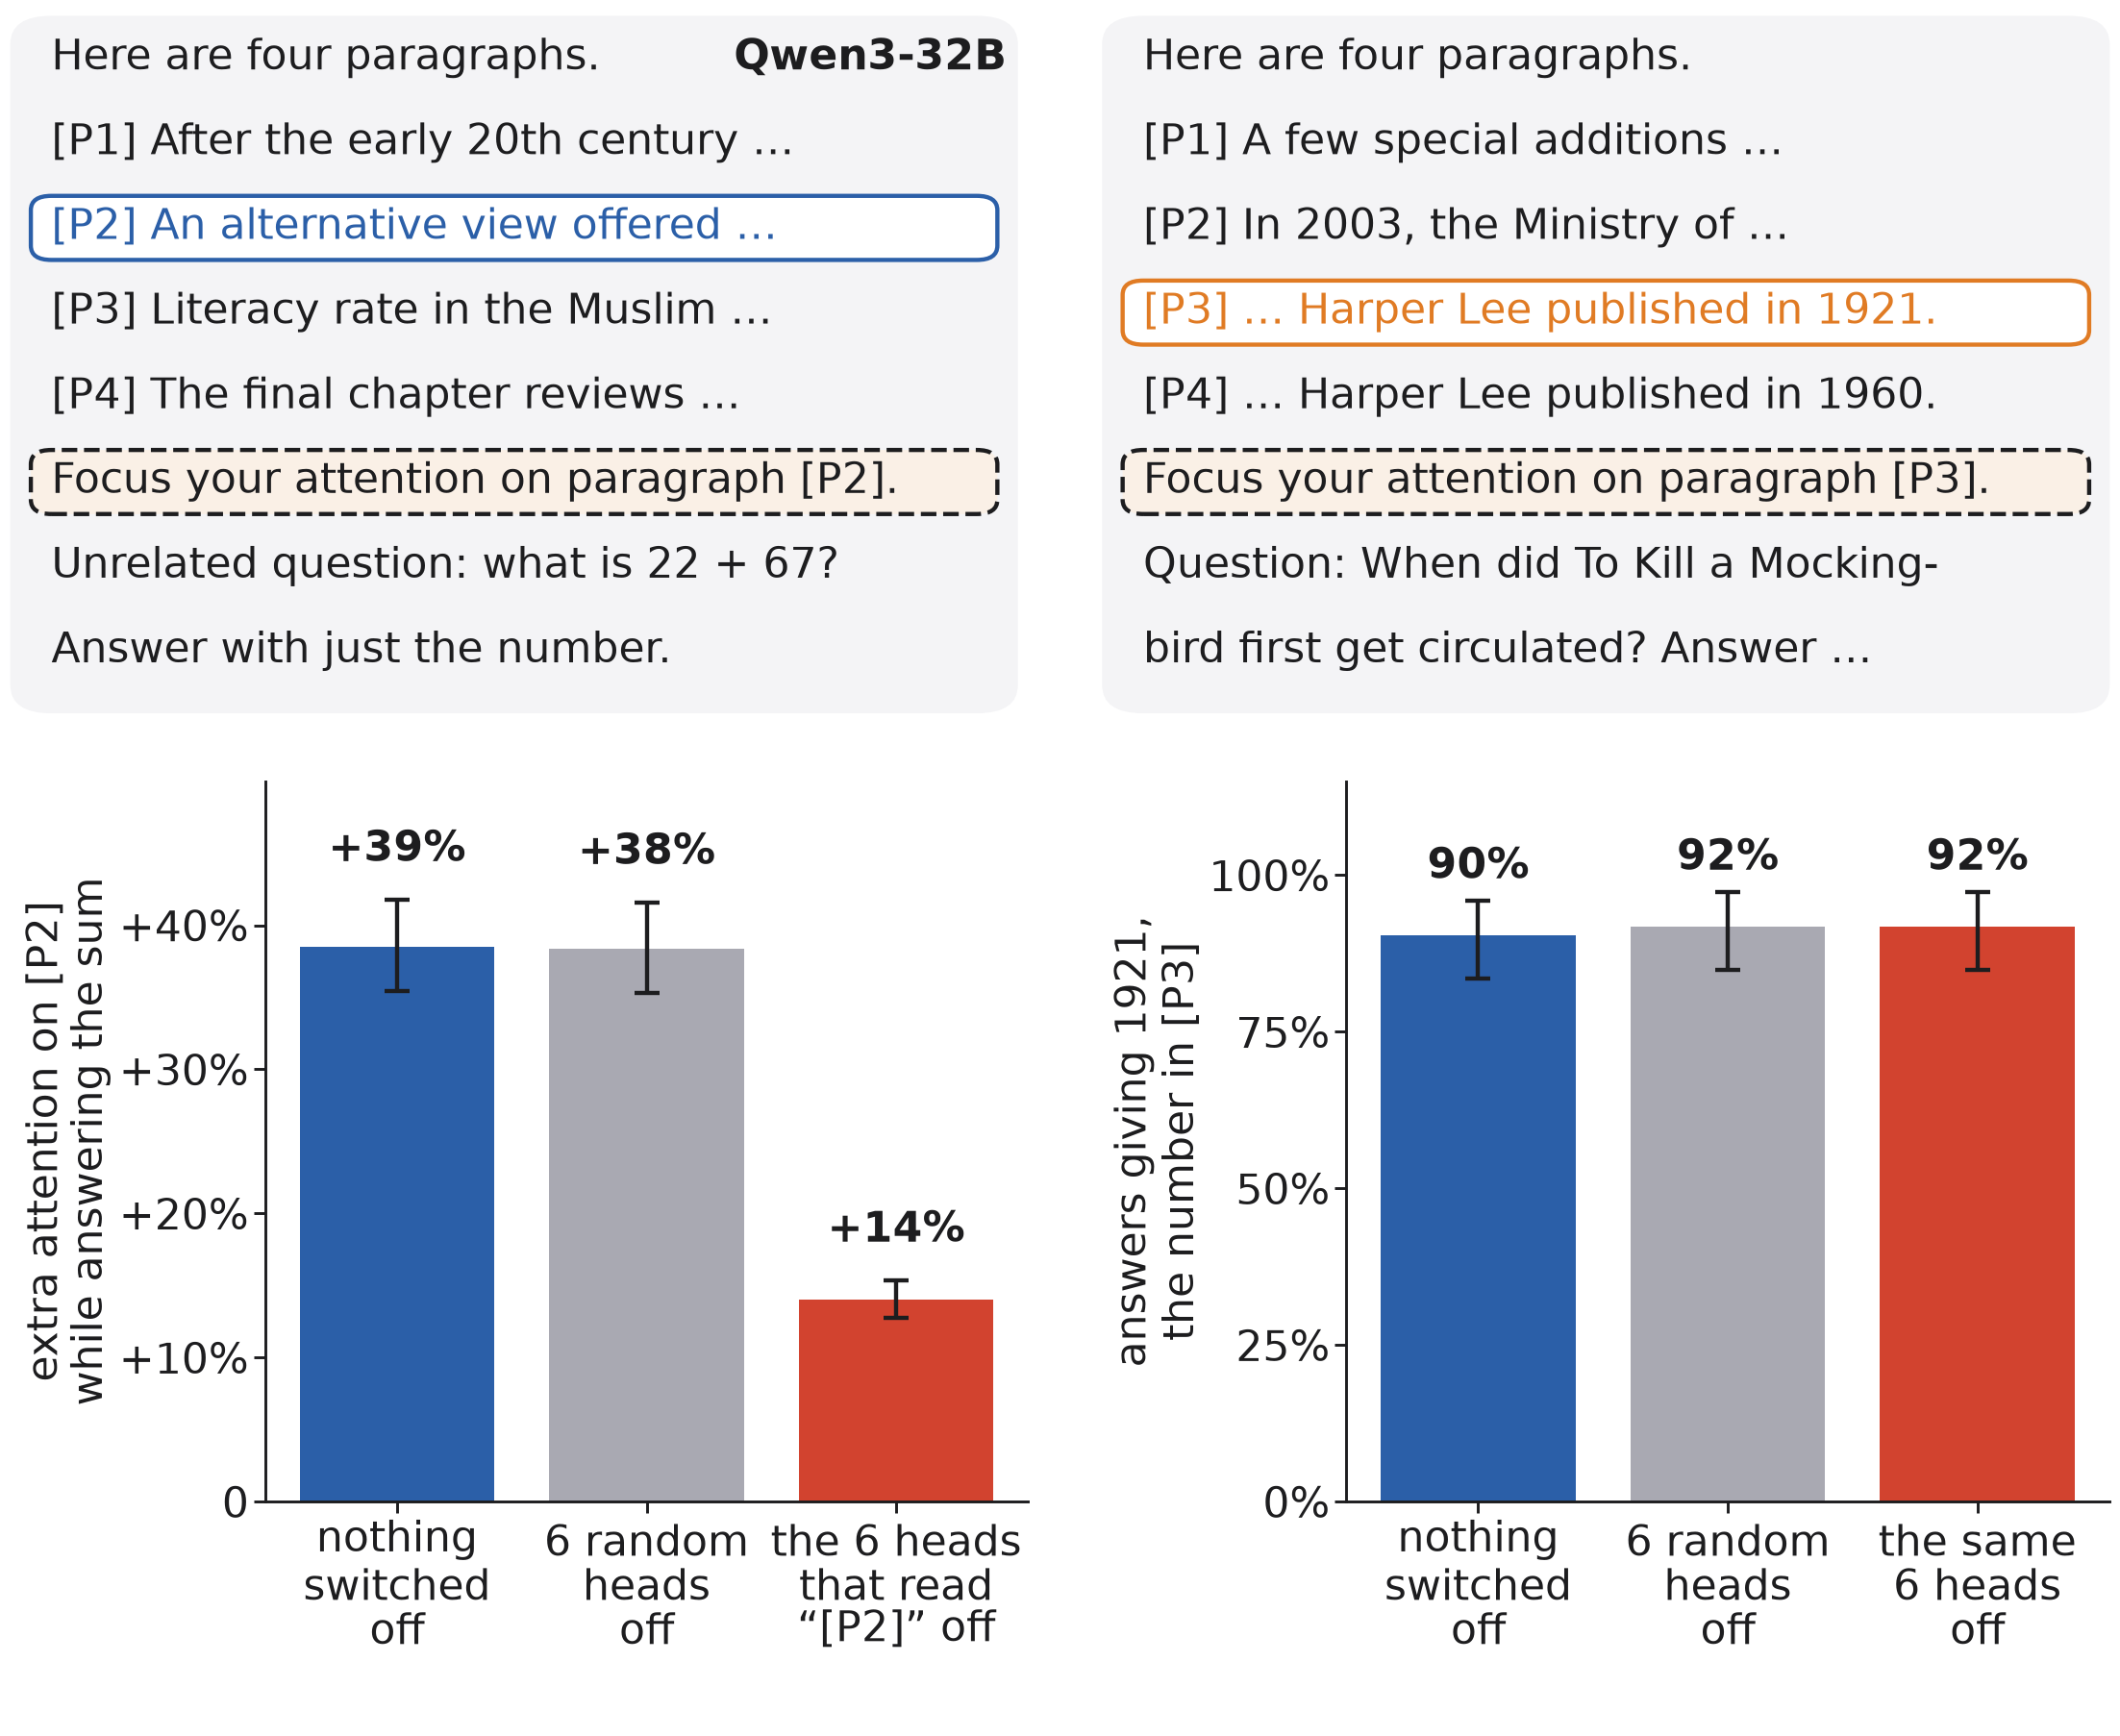 Here are four paragraphs. Qwen3-32B
[P1] After the early 20th century …
[P2] An alternative view offered …
[P3] Literacy rate in the Muslim …
[P4] The final chapter reviews …
Focus your attention on paragraph [P2].
Unrelated question: what is 22 + 67?
Answer with just the number.
Here are four paragraphs.
[P1] A few special additions …
[P2] In 2003, the Ministry of …
[P3] … Harper Lee published in 1921.
[P4] … Harper Lee published in 1960.
Focus your attention on paragraph [P3].
Question: When did To Kill a Mocking-
bird first get circulated? Answer …
extra attention on [P2]
while answering the sum
+40%
+30%
+20%
+10%
0
+39%
+38%
+14%
nothing
switched
off
6 random
heads
off
the 6 heads
that read
“[P2]” off
answers giving 1921,
the number in [P3]
100%
75%
50%
25%
0%
90%
92%
92%
nothing
switched
off
6 random
heads
off
the same
6 heads
off